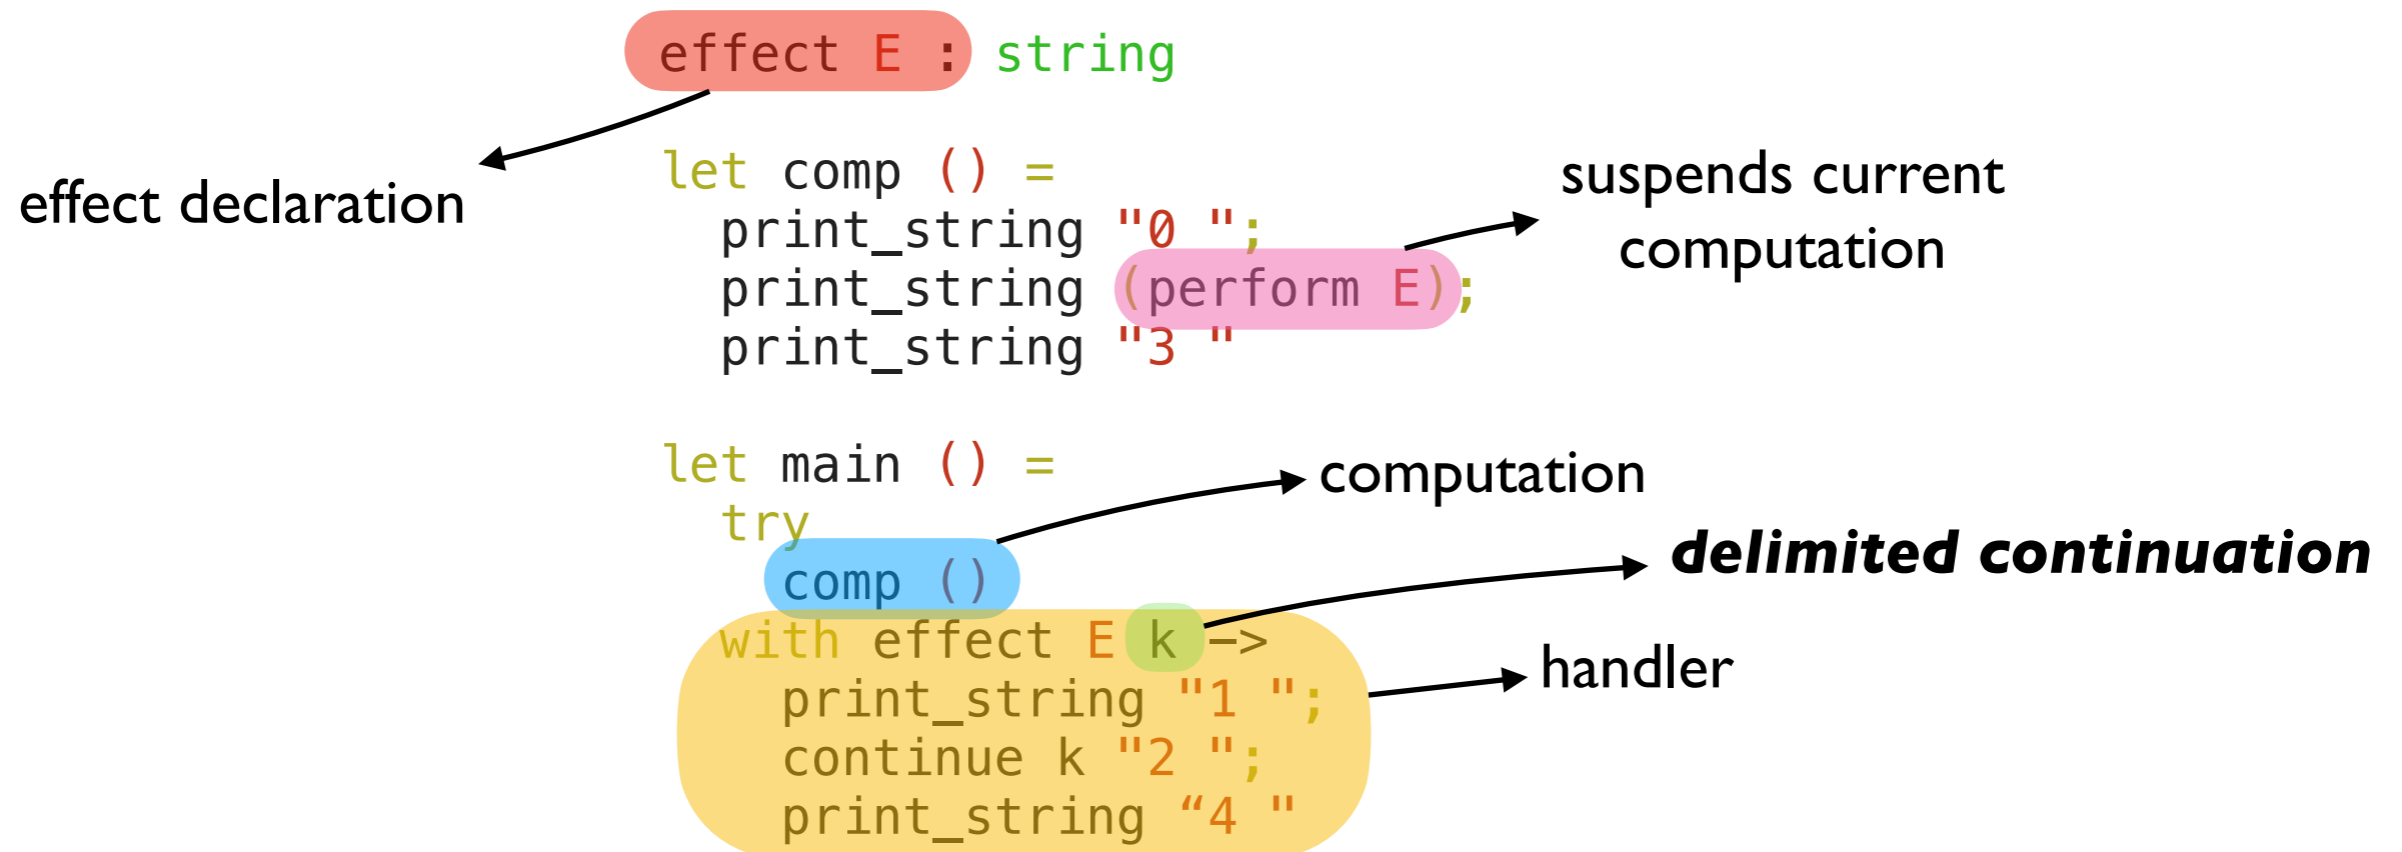 effect E : string
effect declaration
let comp () =
print_string "0 ";
print_string (perform E);
print_string "3 "
suspends current
computation
let main () =
try
comp ()
with effect E k ->
print_string "1 ";
continue k "2 ";
print_string “4 "
computation
delimited continuation
handler